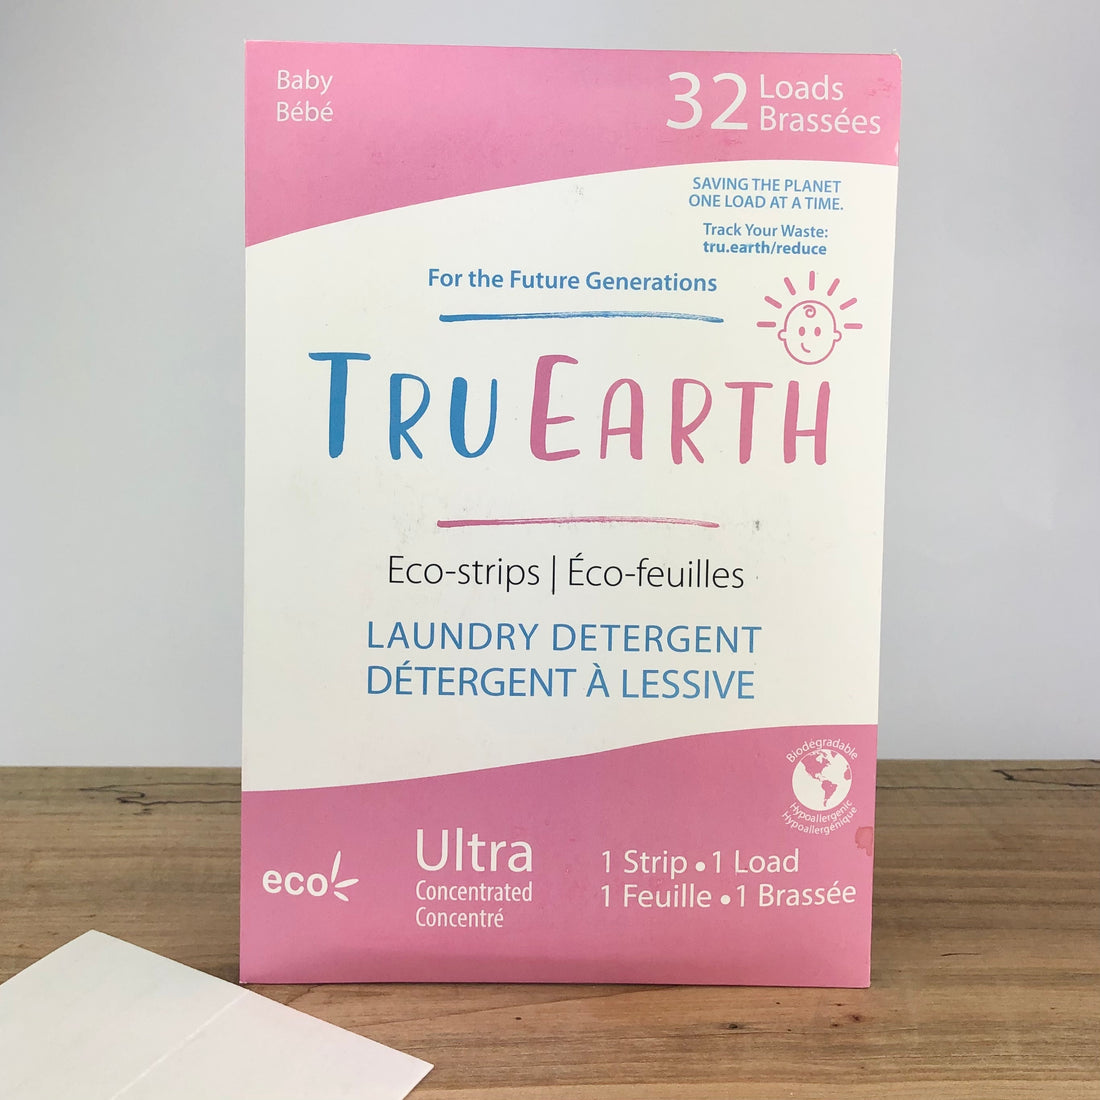 Baby
Bébé
32 Loads
Brassées
SAVING THE PLANET
ONE LOAD AT A TIME.
Track Your Waste:
tru.earth/reduce
For the Future Generations
TRUEARTH
Eco-strips | Éco-feuilles
LAUNDRY DETERGENT
DÉTERGENT À LESSIVE
Biodégradable
Hypoallergenic
Hypoallergénique
eco
Ultra
Concentrated
Concentré
1 Strip • 1 Load
1 Feuille • 1 Brassée